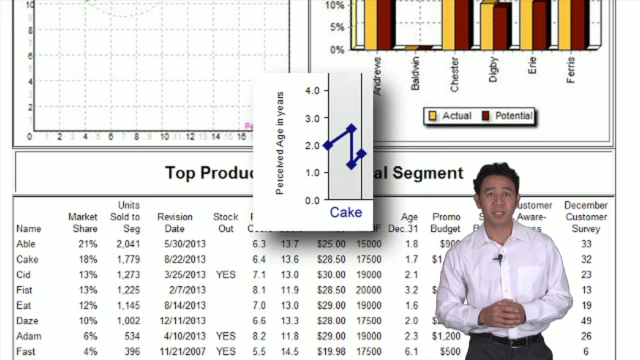 10
8
6
4
2
0 2 4 6 8 10 12 14 16
10%
5%
0%
Andrews Baldwin Chester Digby Erie Ferris
Actual Potential
Perceived Age in years
4.0
3.0
2.0
1.0
0.0
Cake
Top Produ al Segment
Name Market Share Units Sold to Seg Revision Date Stock Out Age Dec.31 Promo Budget Customer Aware- December Customer Survey
Able 21% 2,041 5/30/2013 6.3 13.7 $25.00 15000 1.8 $900 33
Cake 18% 1,779 8/22/2013 6.4 13.6 $28.50 17500 1.7 $1, 32
Cid 13% 1,273 3/25/2013 YES 7.1 13.0 $30.00 19000 2.1 23
Fist 13% 1,225 2/7/2013 8.1 11.9 $28.50 20000 3.2 13
Eat 12% 1,145 8/14/2013 7.0 13.0 $29.00 19000 1.6 19
Daze 10% 1,002 12/11/2013 6.6 13.3 $28.00 17500 2.0 49
Adam 6% 534 4/10/2013 YES 8.2 11.8 $29.00 19000 2.3 $1,200 26
Fast 4% 396 11/21/2007 YES 5.5 14.5 $19.98 17500 6.1 $500 6